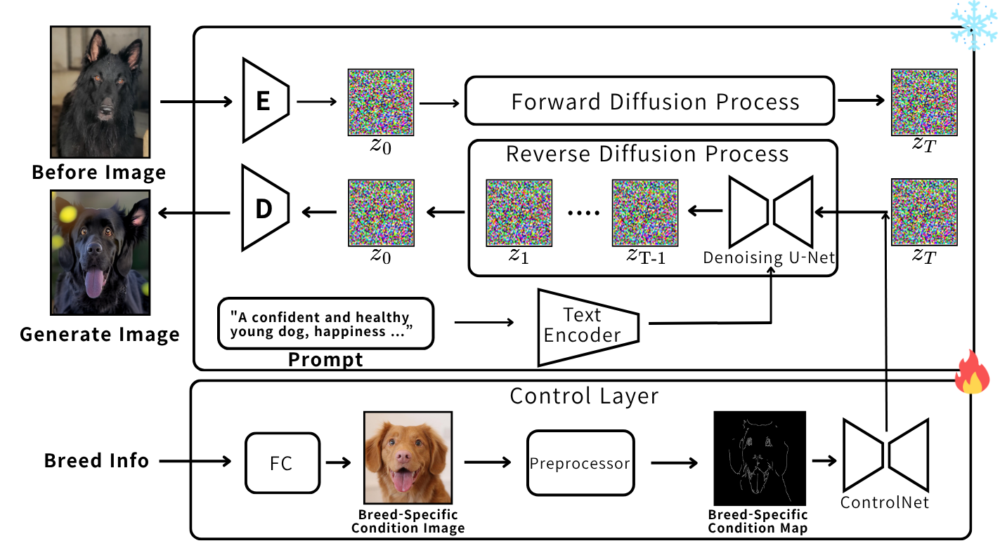 E
z0
Forward Diffusion Process
zT
Before Image
Reverse Diffusion Process
D
z0
z1
....
zT-1
Denoising U-Net
zT
Generate Image
"A confident and healthy
young dog, happiness ...”
Prompt
Text
Encoder
Control Layer
Breed Info
FC
Breed-Specific
Condition Image
Preprocessor
Breed-Specific
Condition Map
ControlNet